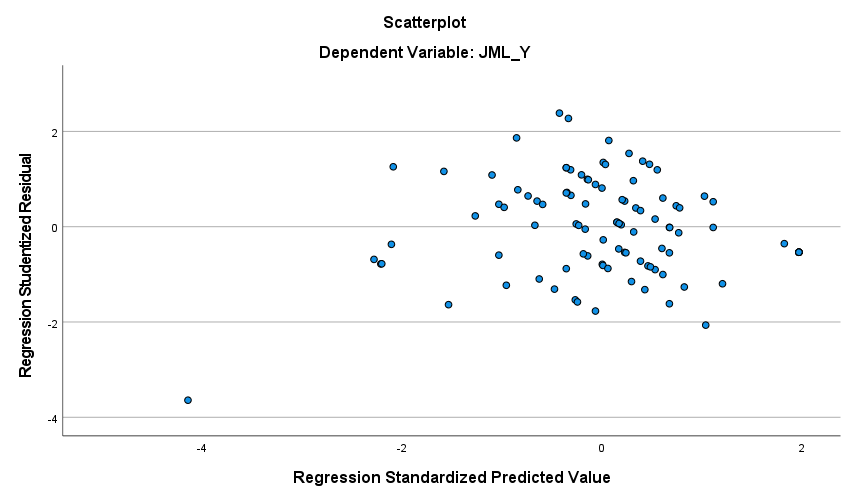 Scatterplot
Dependent Variable: JML_Y
Regression Studentized Residual
2
0
-2
-4
-4
-2
0
2
Regression Standardized Predicted Value